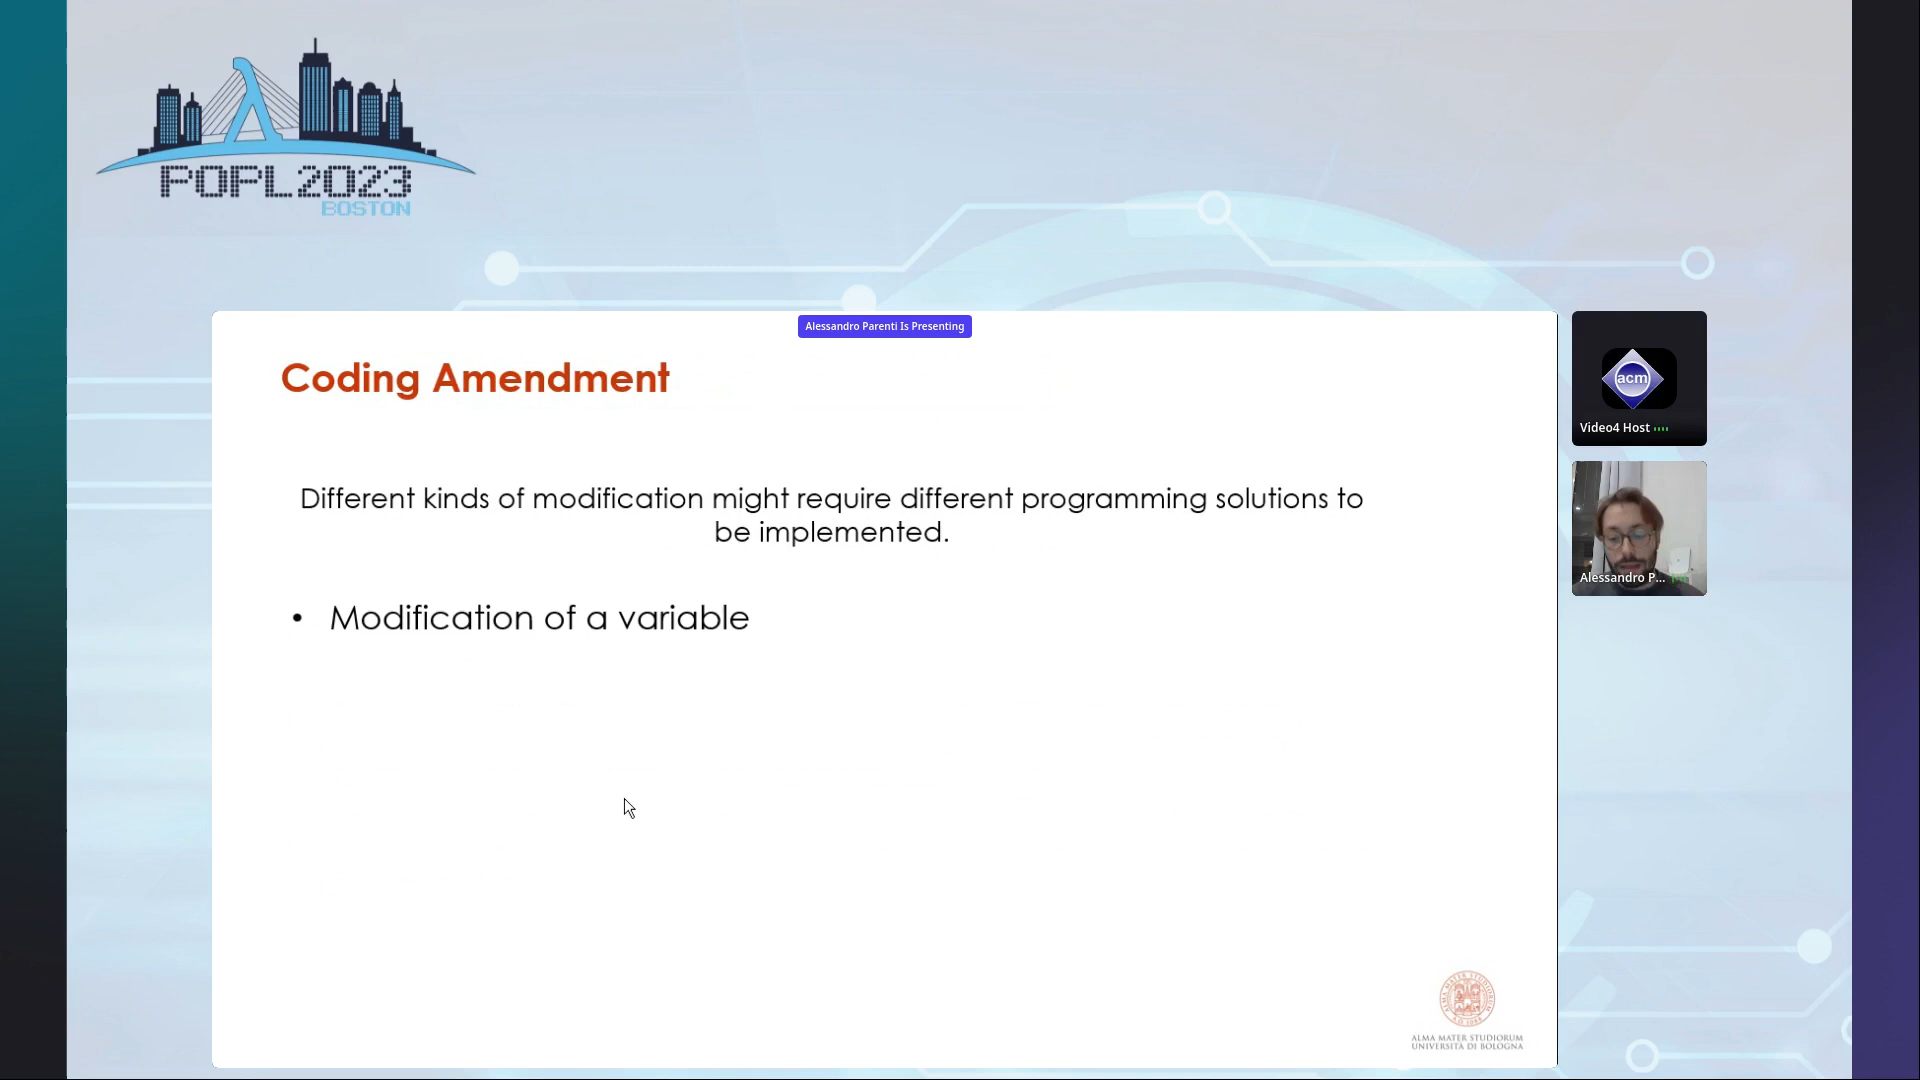 POPL2023
BOSTON
Alessandro Parenti Is Presenting
Coding Amendment
Different kinds of modification might require different programming solutions to
be implemented.
• Modification of a variable
acm
Video4 Host
Alessandro P...
ALMA MATER STUDIORUM
UNIVERSITÀ DI BOLOGNA